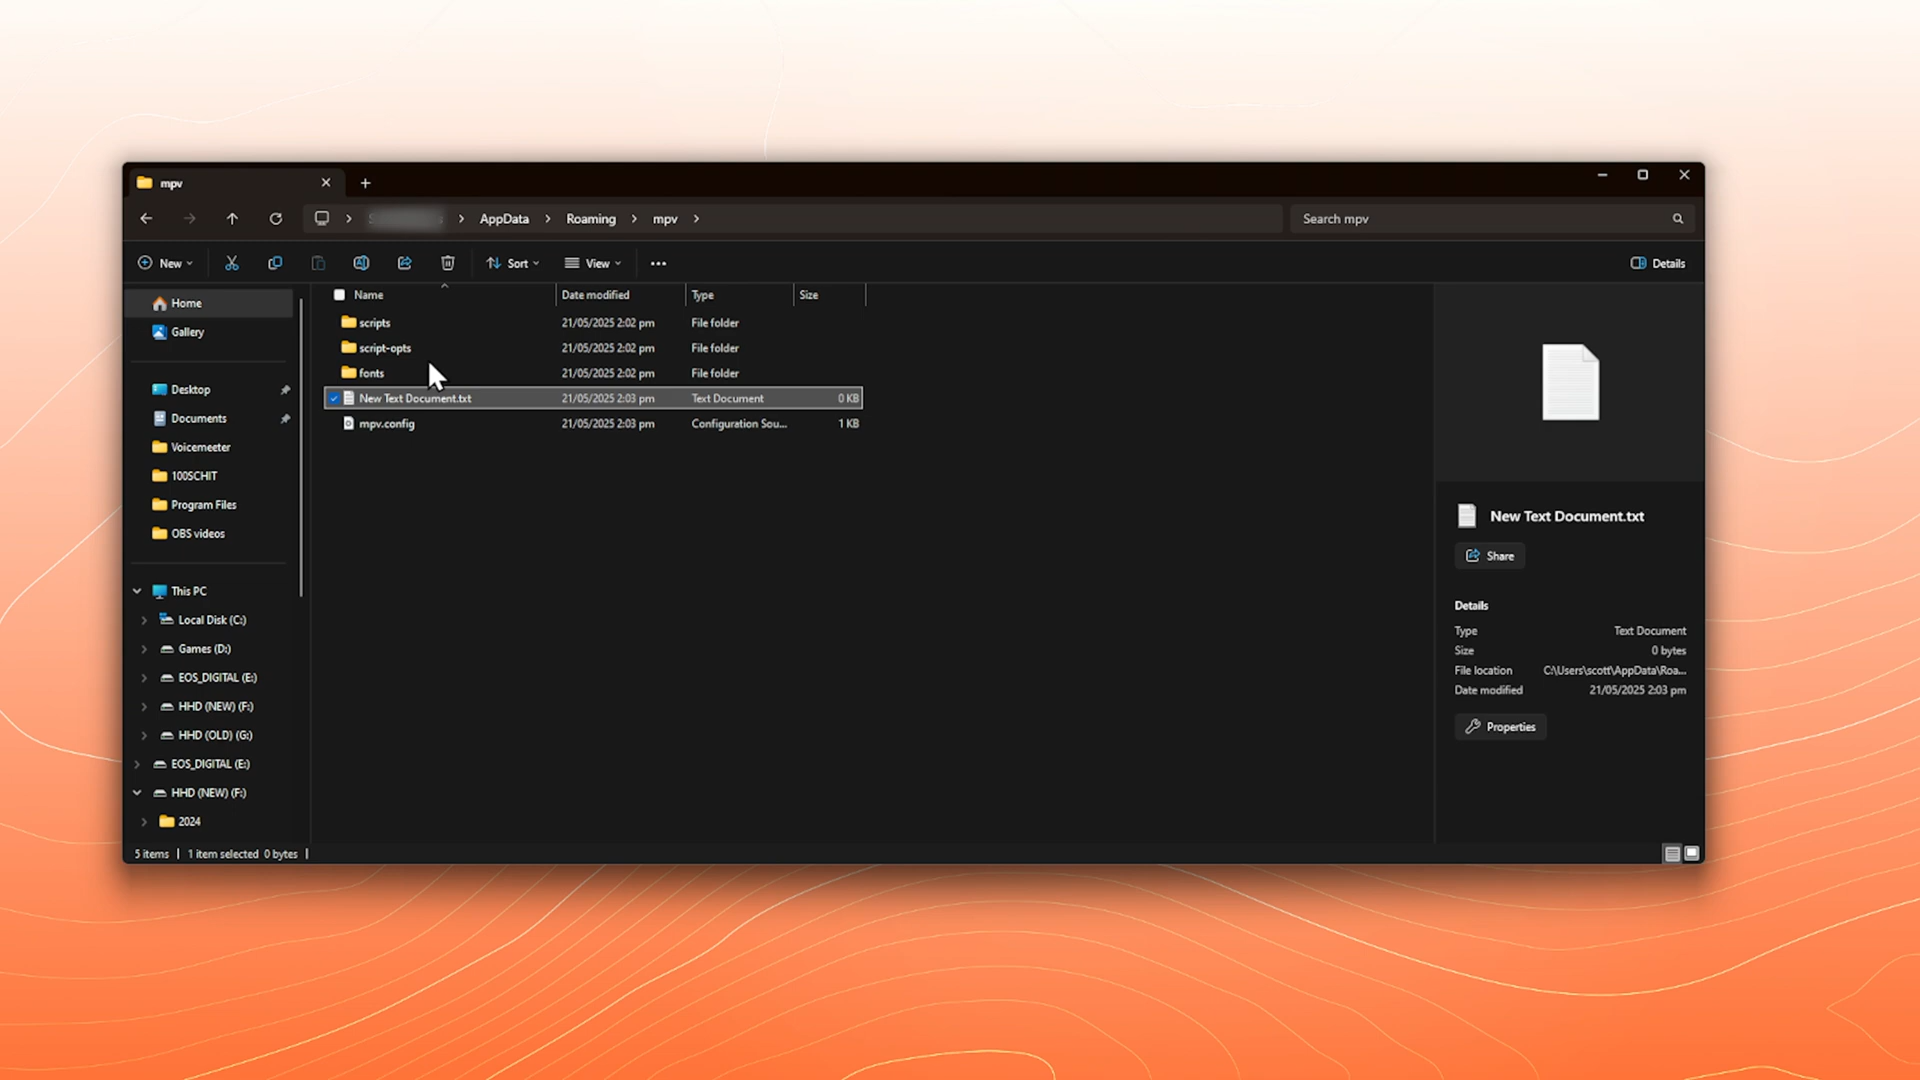 mpv
AppData
Roaming
mpv
Search mpv
New
Sort
View
Details
Home
Gallery
Desktop
Documents
Voicemeeter
100SCHIT
Program Files
OBS videos
This PC
Local Disk (C:)
Games (D:)
EOS_DIGITAL (E:)
HHD (NEW) (F:)
HHD (OLD) (G:)
EOS_DIGITAL (E:)
HHD (NEW) (F:)
2024
Name Date modified Type Size
scripts 21/05/2025 2:02 pm File folder
script-opts 21/05/2025 2:02 pm File folder
fonts 21/05/2025 2:02 pm File folder
New Text Document.txt 21/05/2025 2:03 pm Text Document 0 KB
mpv.config 21/05/2025 2:03 pm Configuration Sou... 1 KB
New Text Document.txt
Share
Details
Type Text Document
Size 0 bytes
File location C:\Users\scott\AppData\Roa...
Date modified 21/05/2025 2:03 pm
Properties
5 items 1 item selected 0 bytes